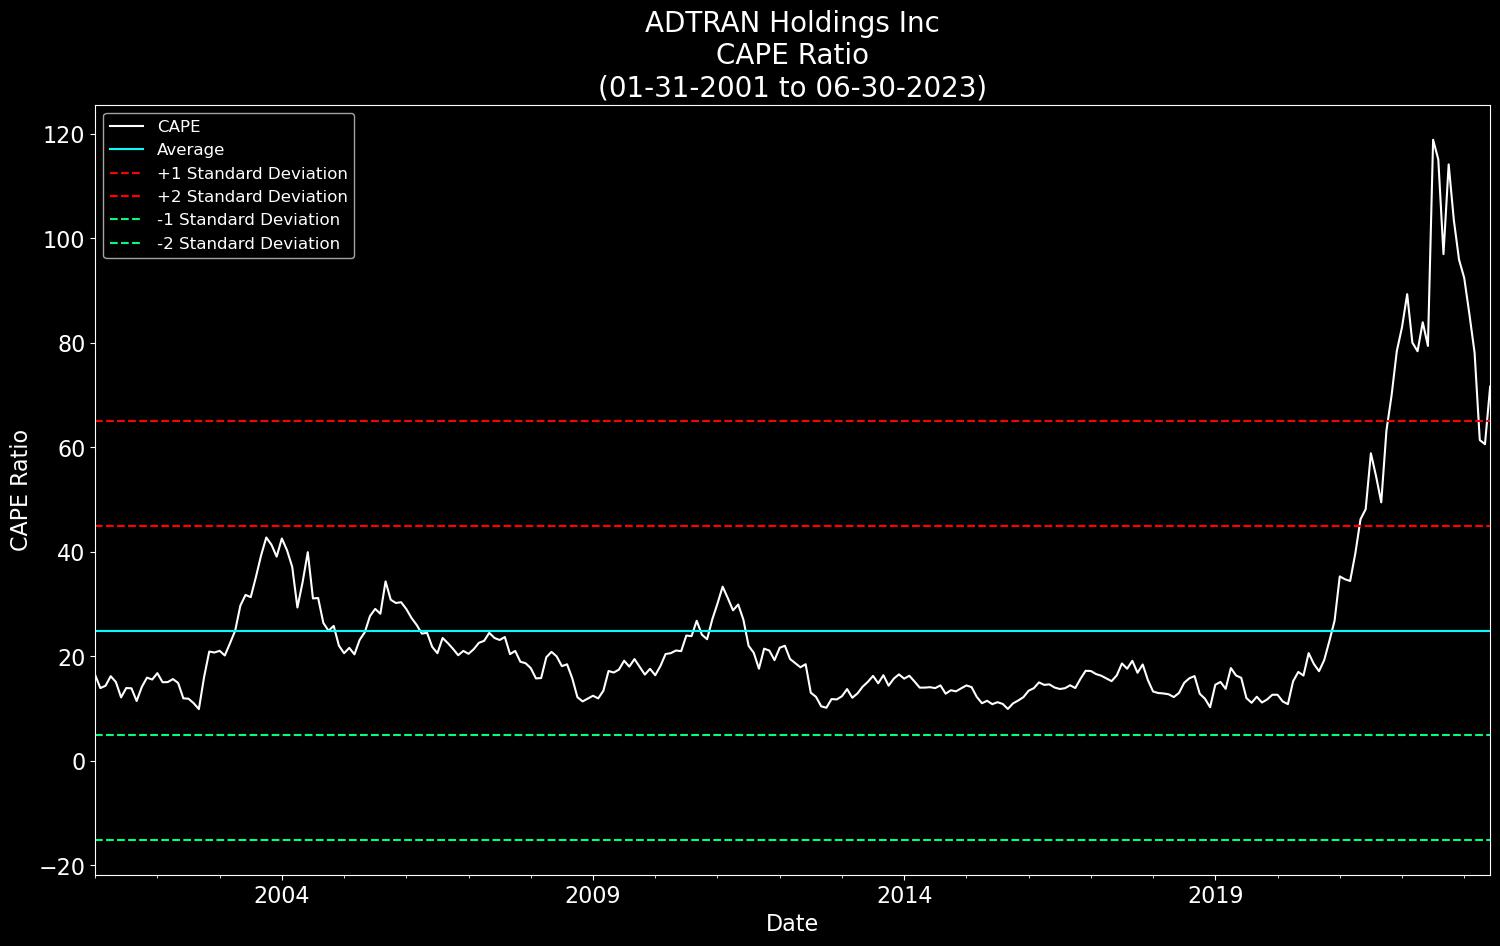 ADTRAN Holdings Inc
CAPE Ratio
(01-31-2001 to 06-30-2023)
CAPE
Average
+1 Standard Deviation
+2 Standard Deviation
-1 Standard Deviation
-2 Standard Deviation
120
100
80
60
40
20
0
−20
CAPE Ratio
2004
2009
2014
2019
Date